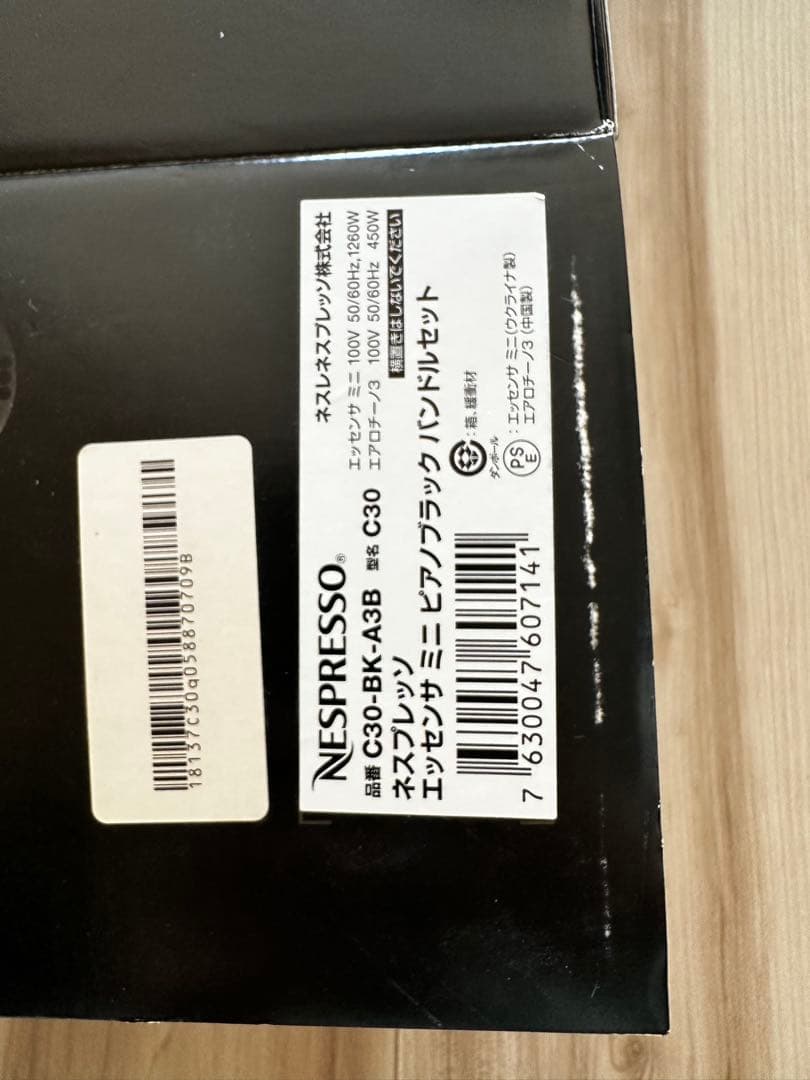 18137C30q0588707​09B
NESPRESSO®
ネスレネスプレッソ株式会社
品番 C30-BK-A3B 型名 C30
エッセンサ ミニ 100V 50/60Hz,1260W
エアロチーノ3 100V 50/60Hz 450W
横置きはしないでください
ネスプレッソ
エッセンサ ミニ ピアノブラック バンドルセット
ダンボール
:箱、緩衝材
PS
E
:エッセンサ ミニ(ウクライナ製)
エアロチーノ3 (中国製)
7 630047 607141